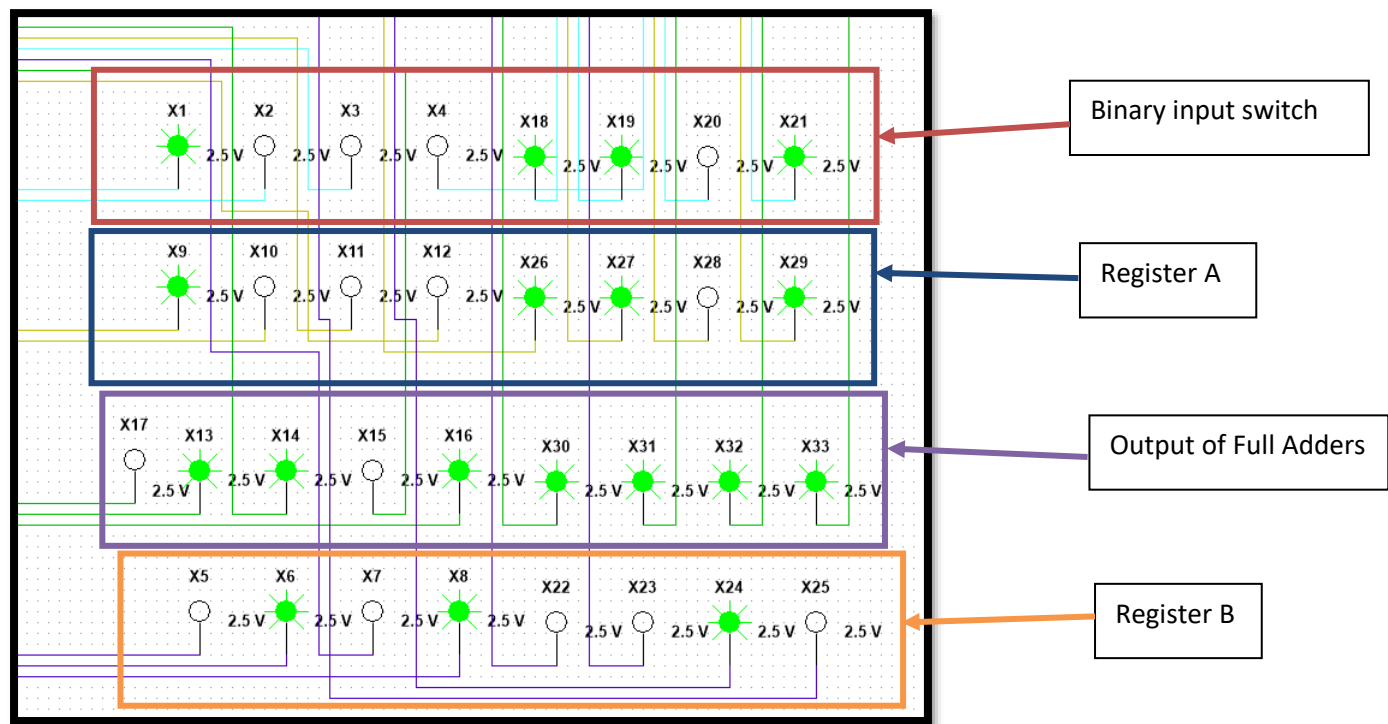 X1 X2 X3 X4 X18 X19 X20 X21
2.5 V 2.5 V 2.5 V 2.5 V 2.5 V 2.5 V 2.5 V 2.5 V
Binary input switch
X9 X10 X11 X12 X26 X27 X28 X29
2.5 V 2.5 V 2.5 V 2.5 V 2.5 V 2.5 V 2.5 V 2.5 V
Register A
X17 X13 X14 X15 X16 X30 X31 X32 X33
2.5 V 2.5 V 2.5 V 2.5 V 2.5 V 2.5 V 2.5 V 2.5 V 2.5 V
Output of Full Adders
X5 X6 X7 X8 X22 X23 X24 X25
2.5 V 2.5 V 2.5 V 2.5 V 2.5 V 2.5 V 2.5 V 2.5 V
Register B